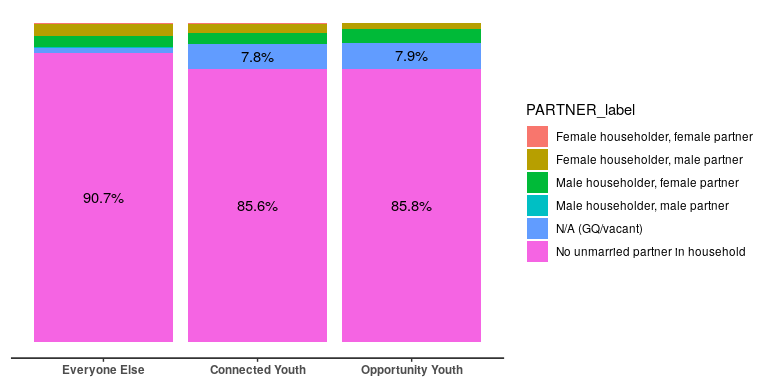 7.8%
7.9%
90.7%
85.6%
85.8%
Everyone Else
Connected Youth
Opportunity Youth
PARTNER_label
Female householder, female partner
Female householder, male partner
Male householder, female partner
Male householder, male partner
N/A (GQ/vacant)
No unmarried partner in household